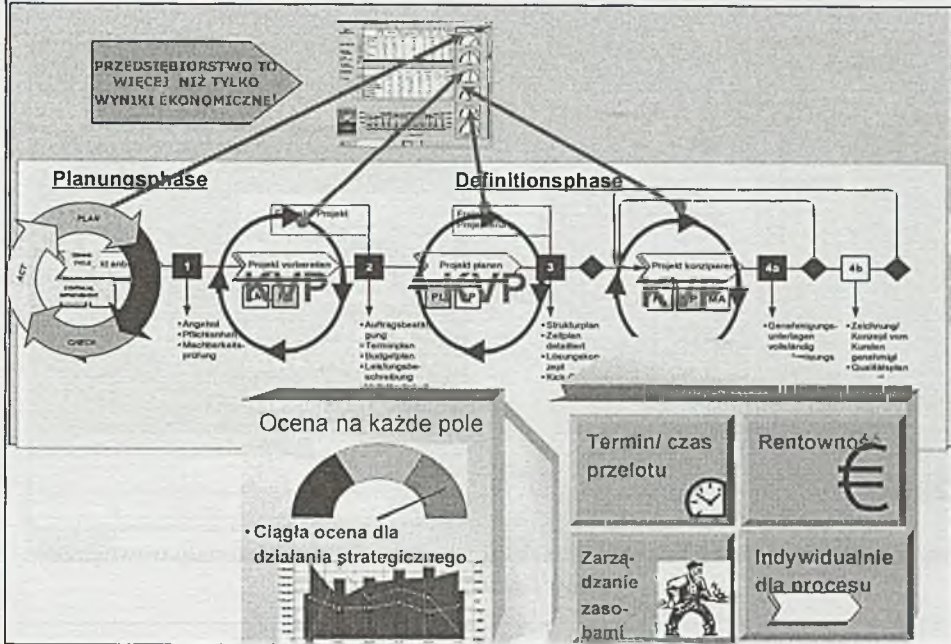 PRZEDSIĘBIORSTWO TO
WIĘCEJ NIŻ TYLKO
WYNIKI EKONOMICZNE!
Planungsphase
Definitionsphase
PLAN
ACT
CHECK
1
Projekt vorbereiten
2
Projekt planen
3
Projekt konzipieren
4b
4b
Projekt
• Angebot
• Pflichtenheft
• Machbarkeits-
prüfung
• Auftragsbestäti-
gung
• Terminplan
• Budgetplan
• Leistungsbe-
schreibung
• Strukturplan
• Zeitplan
detailliert
• Lösungskon-
zept
• Genehmigungs-
unterlagen
vollständig
• Zeichnung/
Konzept vom
Kunden
genehmigt
• Qualitätsplan
Ocena na każde pole
• Ciągła ocena dla
działania strategicznego
Termin/ czas
przelotu
Rentowność
€
Zarzą-
dzanie
zaso-
bami
Indywidualnie
dla procesu